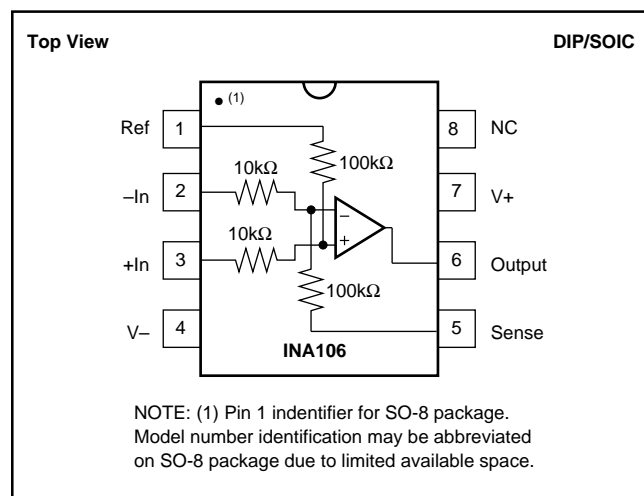 Top View
DIP/SOIC
(1)
Ref 1
8 NC
100kΩ
10kΩ
–In 2
7 V+
–
10kΩ
+
+In 3
6 Output
100kΩ
V– 4
5 Sense
INA106
NOTE: (1) Pin 1 indentifier for SO-8 package.
Model number identification may be abbreviated
on SO-8 package due to limited available space.